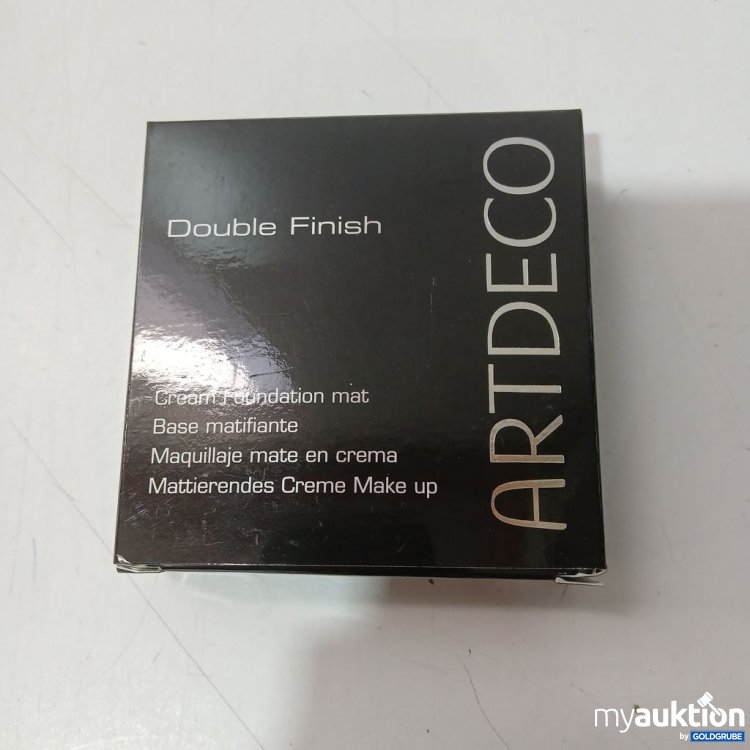 Double Finish
ARTDECO
Cream Foundation mat
Base matifiante
Maquillaje mate en crema
Mattierendes Creme Make up
myauktion
by GOLDGRUBE